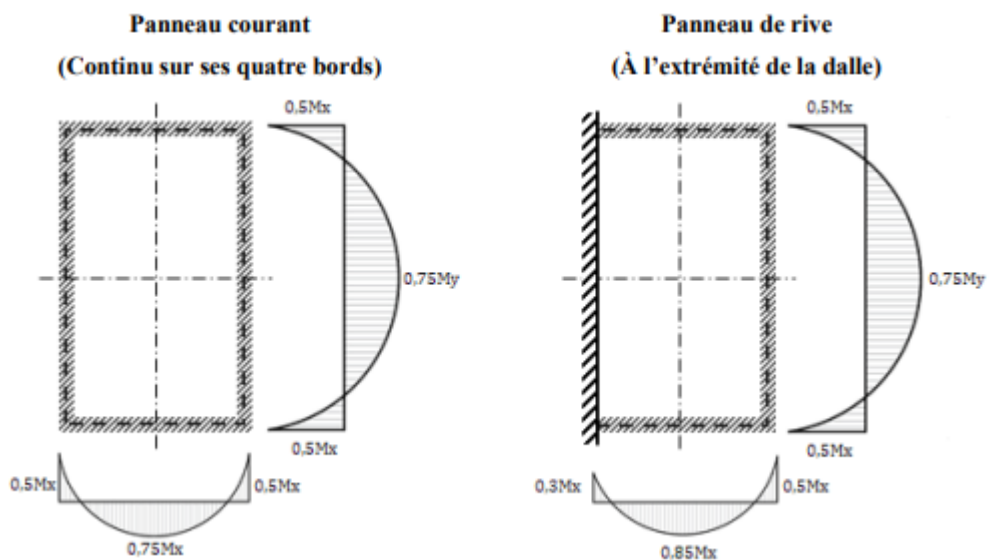 Panneau courant
(Continu sur ses quatre bords)
0,5Mx
0,75My
0,5Mx
0,5Mx
0,5Mx
0,75Mx
Panneau de rive
(À l'extrémité de la dalle)
0,5Mx
0,75My
0,5Mx
0,3Mx
0,5Mx
0,85Mx